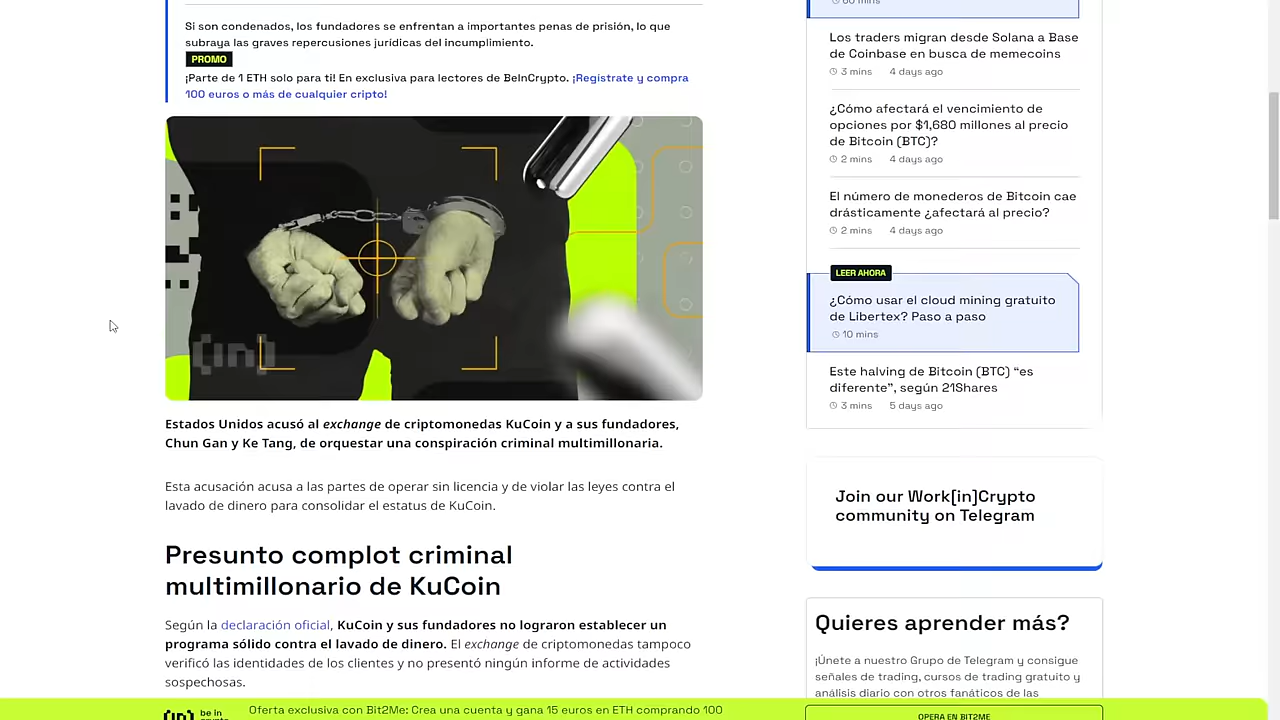 Si son condenados, los fundadores se enfrentan a importantes penas de prisión, lo que
subraya las graves repercusiones jurídicas del incumplimiento.
PROMO
¡Parte de 1 ETH solo para ti! En exclusiva para lectores de BeInCrypto. ¡Regístrate y compra
100 euros o más de cualquier cripto!
(in)
Estados Unidos acusó al exchange de criptomonedas KuCoin y a sus fundadores,
Chun Gan y Ke Tang, de orquestar una conspiración criminal multimillonaria.
Esta acusación acusa a las partes de operar sin licencia y de violar las leyes contra el
lavado de dinero para consolidar el estatus de KuCoin.
Presunto complot criminal
multimillonario de KuCoin
Según la declaración oficial, KuCoin y sus fundadores no lograron establecer un
programa sólido contra el lavado de dinero. El exchange de criptomonedas tampoco
verificó las identidades de los clientes y no presentó ningún informe de actividades
sospechosas.
60 mins
Los traders migran desde Solana a Base
de Coinbase en busca de memecoins
3 mins 4 days ago
¿Cómo afectará el vencimiento de
opciones por $1,680 millones al precio
de Bitcoin (BTC)?
2 mins 4 days ago
El número de monederos de Bitcoin cae
drásticamente ¿afectará al precio?
2 mins 4 days ago
LEER AHORA
¿Cómo usar el cloud mining gratuito
de Libertex? Paso a paso
10 mins
Este halving de Bitcoin (BTC) “es
diferente”, según 21Shares
3 mins 5 days ago
Join our Work[in]Crypto
community on Telegram
Quieres aprender más?
¡Únete a nuestro Grupo de Telegram y consigue
señales de trading, cursos de trading gratuito y
análisis diario con otros fanáticos de las
(in) be in
crypto
Oferta exclusiva con Bit2Me: Crea una cuenta y gana 15 euros en ETH comprando 100
OPERA EN BIT2ME